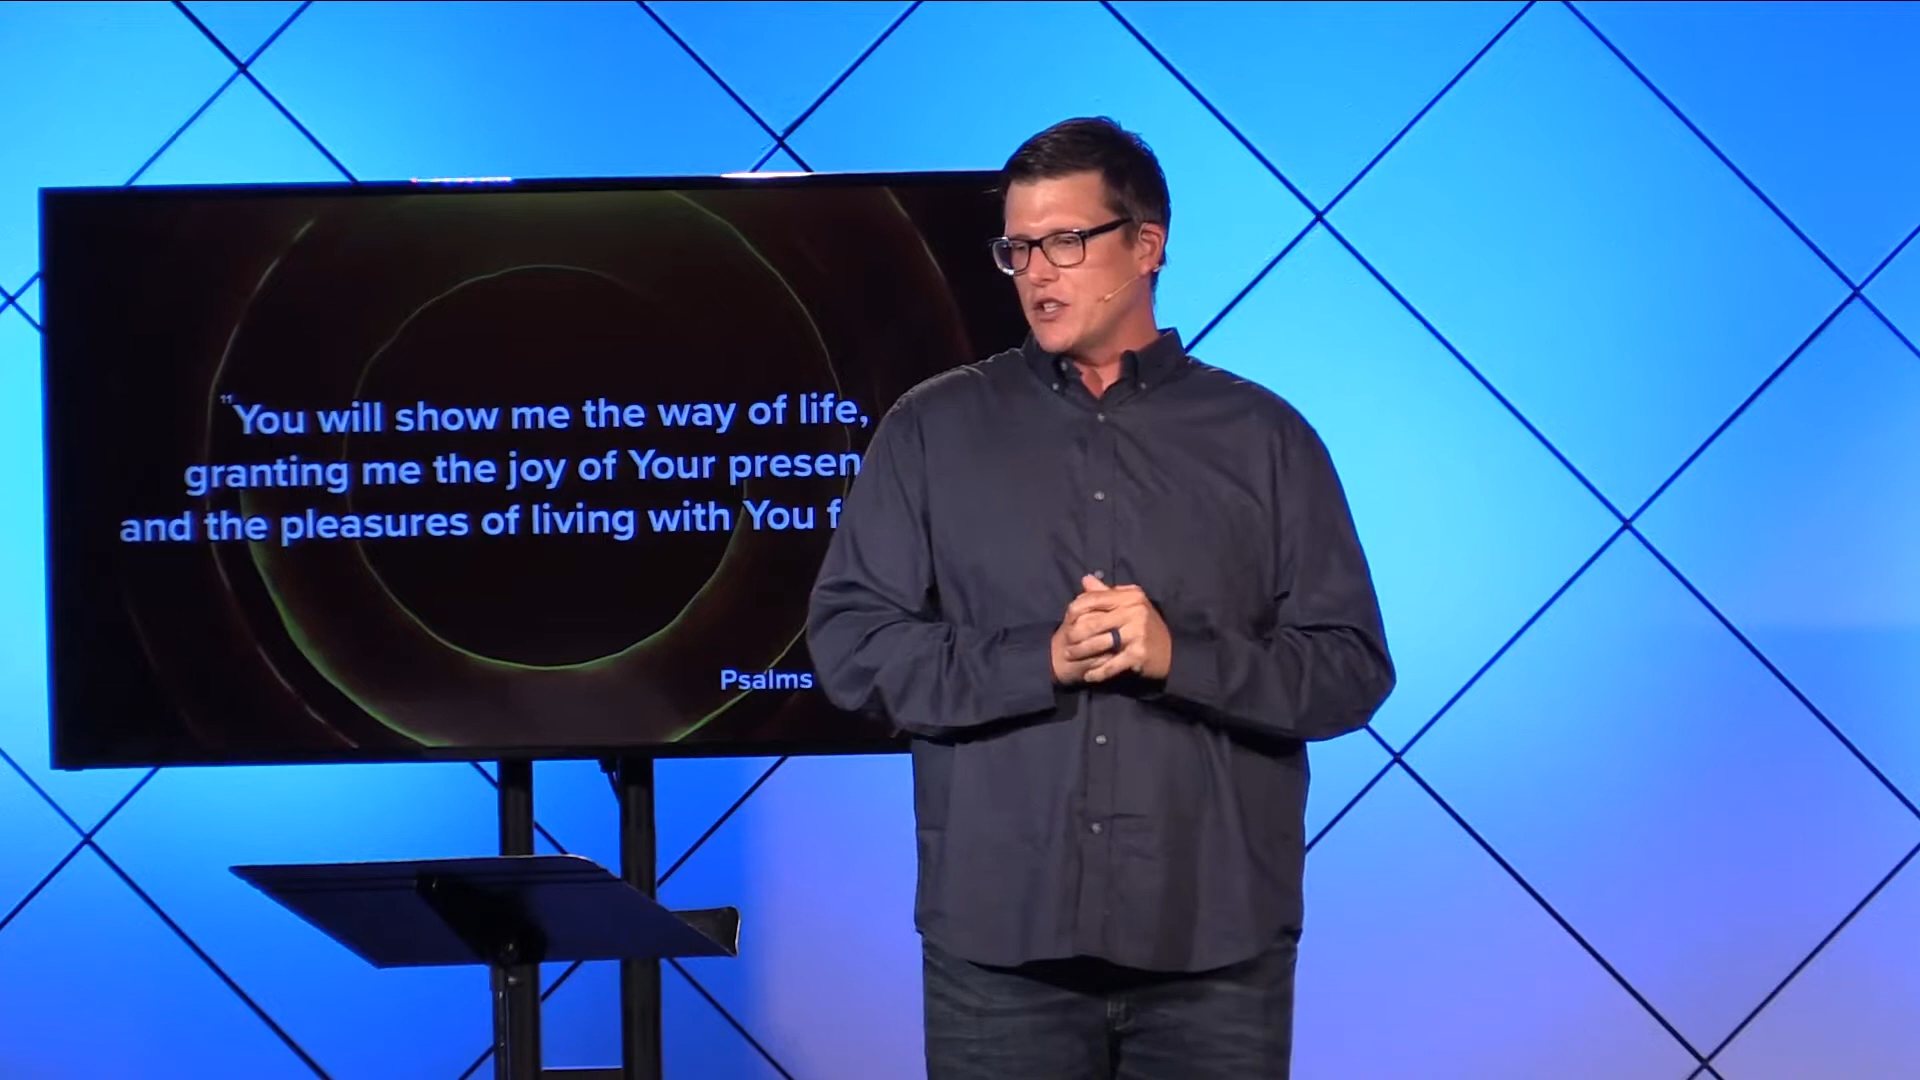 11 You will show me the way of life,
granting me the joy of Your
and the pleasures of living with You
Psalms